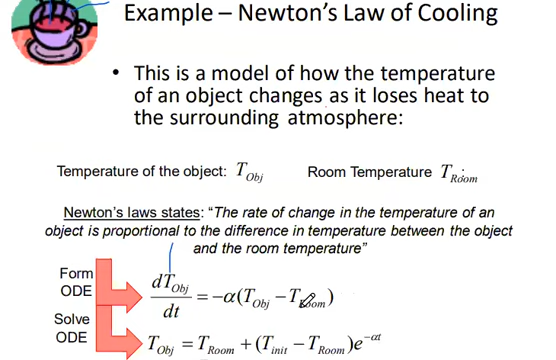 Example – Newton's Law of Cooling
• This is a model of how the temperature
of an object changes as it loses heat to
the surrounding atmosphere:
Temperature of the object: T_Obj Room Temperature T_Room
Newton's laws states: “The rate of change in the temperature of an
object is proportional to the difference in temperature between the object
and the room temperature”
Form
ODE
dT_Obj/dt = -α(T_Obj - T_Room)
Solve
ODE
T_Obj = T_Room + (T_init - T_Room)e^{-αt}